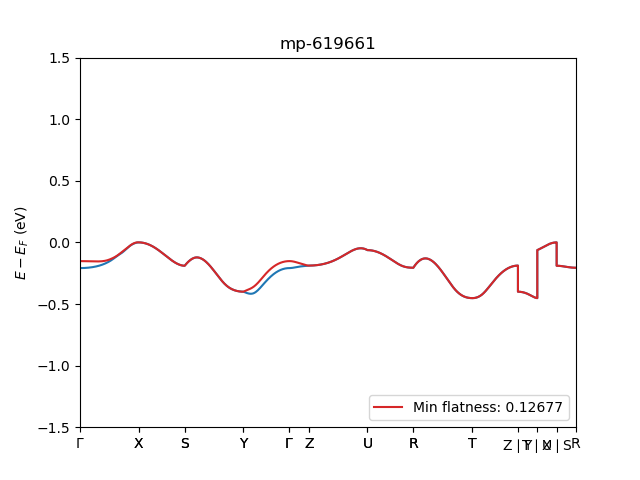 mp-619661
E − E_F (eV)
1.5
1.0
0.5
0.0
−0.5
−1.0
−1.5
Min flatness: 0.12677
Γ X S Y Γ Z U R T Z | T Y | U X | S R